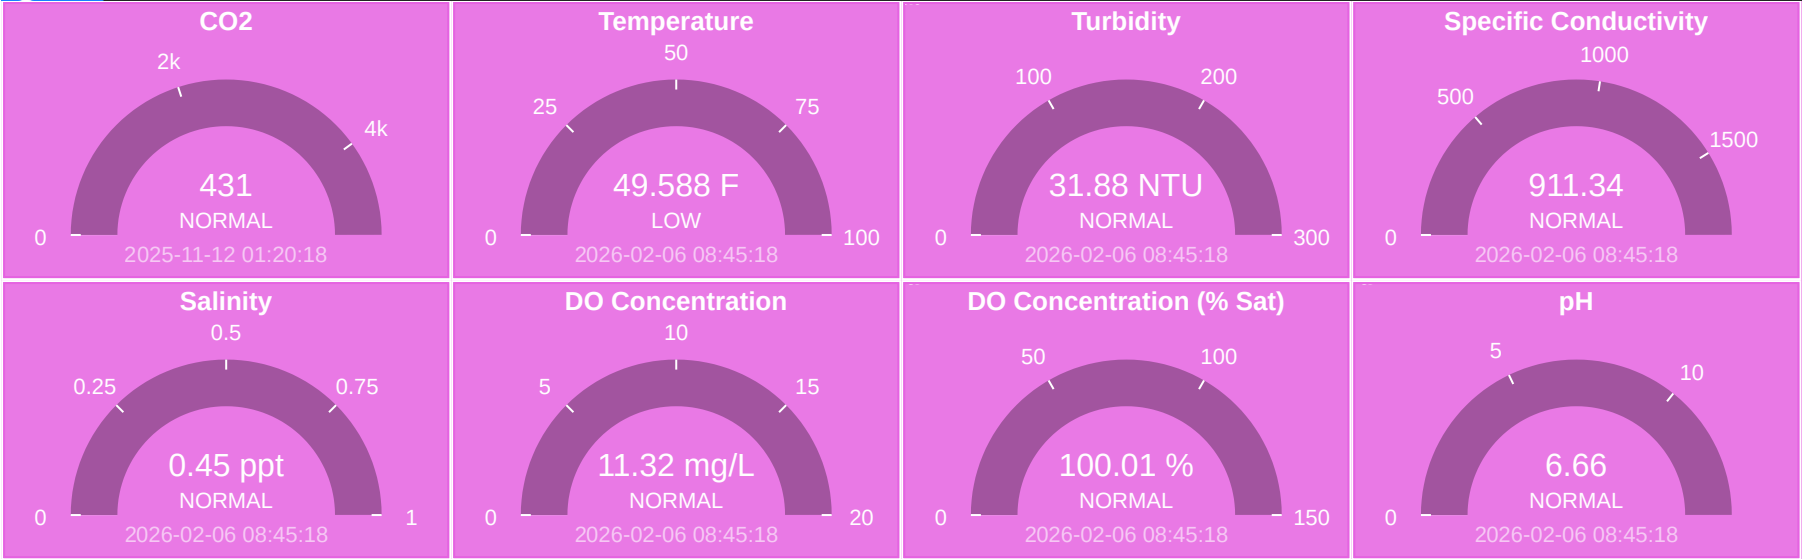 CO2
2k
4k
0
431
NORMAL
2025-11-12 01:20:18
Temperature
50
25
75
0
100
49.588 F
LOW
2026-02-06 08:45:18
Turbidity
100
200
0
300
31.88 NTU
NORMAL
2026-02-06 08:45:18
Specific Conductivity
1000
500
1500
0
911.34
NORMAL
2026-02-06 08:45:18
Salinity
0.5
0.25
0.75
0
1
0.45 ppt
NORMAL
2026-02-06 08:45:18
DO Concentration
10
5
15
0
20
11.32 mg/L
NORMAL
2026-02-06 08:45:18
DO Concentration (% Sat)
50
100
0
150
100.01 %
NORMAL
2026-02-06 08:45:18
pH
5
10
0
6.66
NORMAL
2026-02-06 08:45:18